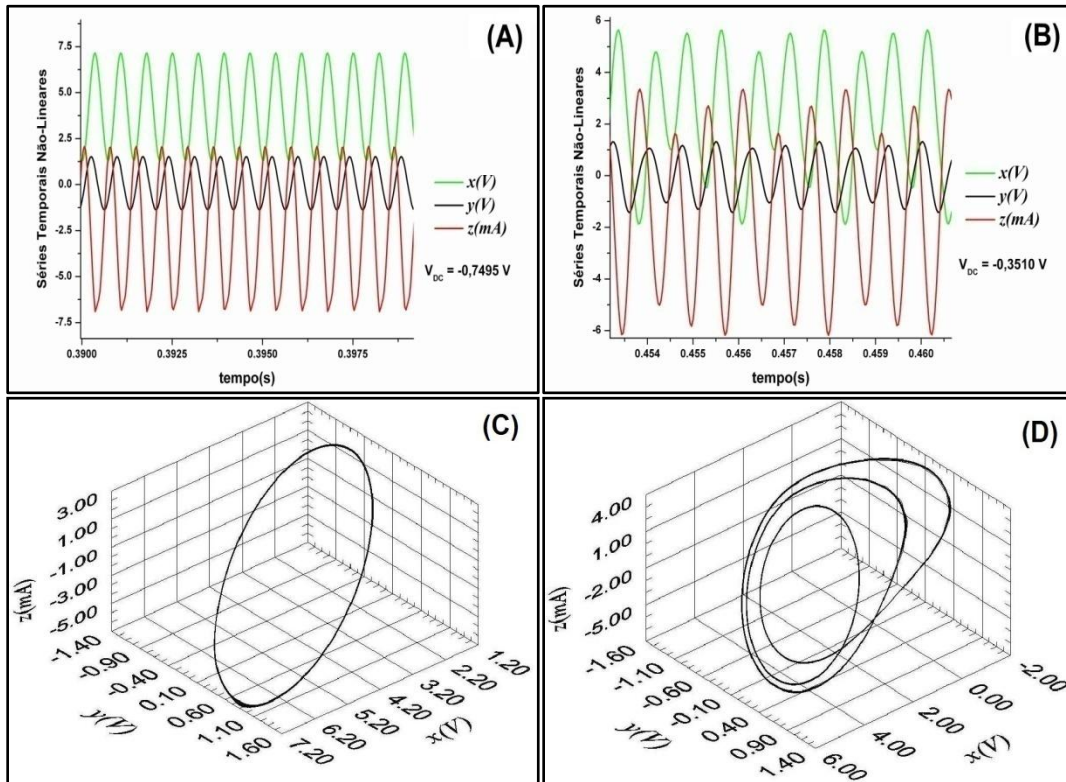 (A)
Séries Temporais Não-Lineares
7.5
5.0
2.5
0.0
-2.5
-5.0
-7.5
x(V)
y(V)
z(mA)
V_DC = -0,7495 V
0.3900 0.3925 0.3950 0.3975
tempo(s)
(B)
Séries Temporais Não-Lineares
6
4
2
0
-2
-4
-6
x(V)
y(V)
z(mA)
V_DC = -0,3510 V
0.454 0.455 0.456 0.457 0.458 0.459 0.460
tempo(s)
(C)
z(mA)
3.00
1.00
-1.00
-3.00
-5.00
y(V)
-1.40
-0.90
-0.40
0.10
0.60
1.10
1.60
x(V)
7.20
6.20
5.20
4.20
3.20
2.20
1.20
(D)
z(mA)
4.00
1.00
-2.00
-5.00
y(V)
-1.60
-1.10
-0.60
-0.10
0.40
0.90
1.40
x(V)
6.00
4.00
2.00
0.00
-2.00